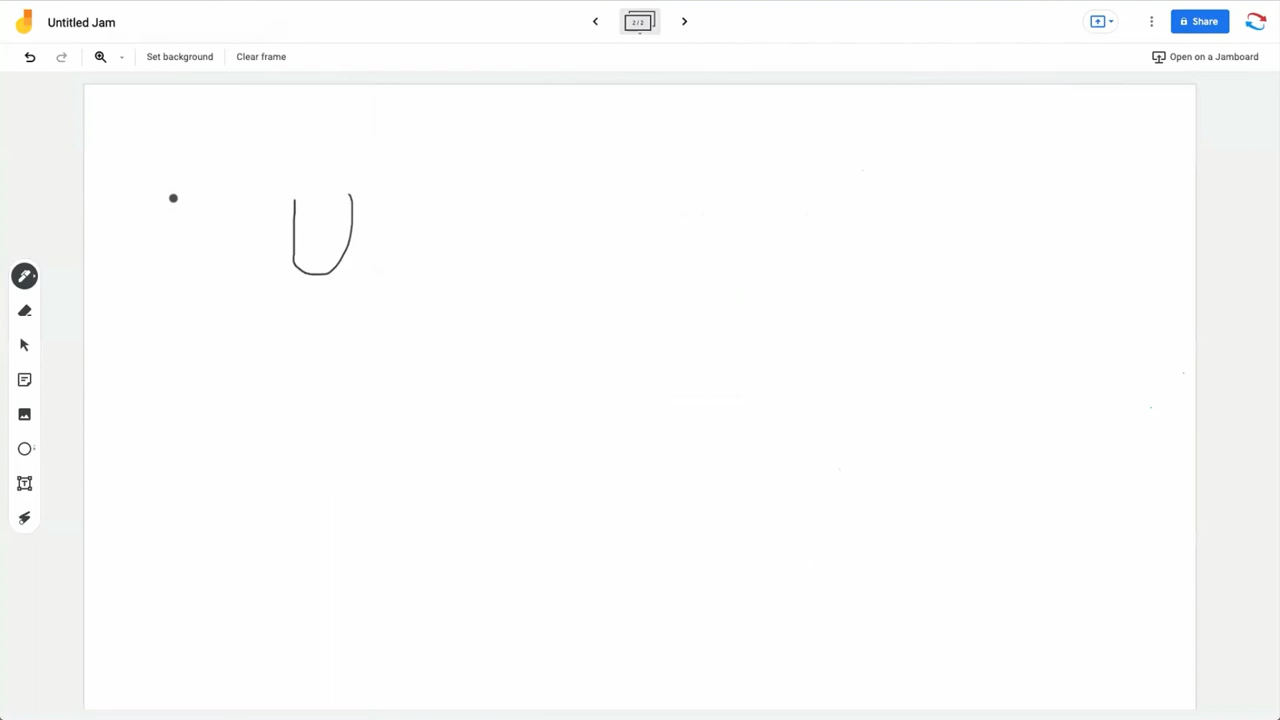 Untitled Jam
2 / 2
Share
Set background
Clear frame
Open on a Jamboard
U